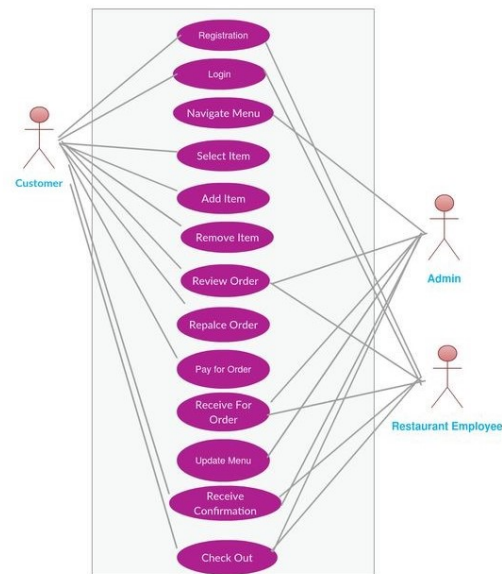 Registration
Login
Navigate Menu
Select Item
Customer
Add Item
Remove Item
Review Order
Admin
Repalce Order
Pay for Order
Receive For
Order
Restaurant Employee
Update Menu
Receive
Confirmation
Check Out